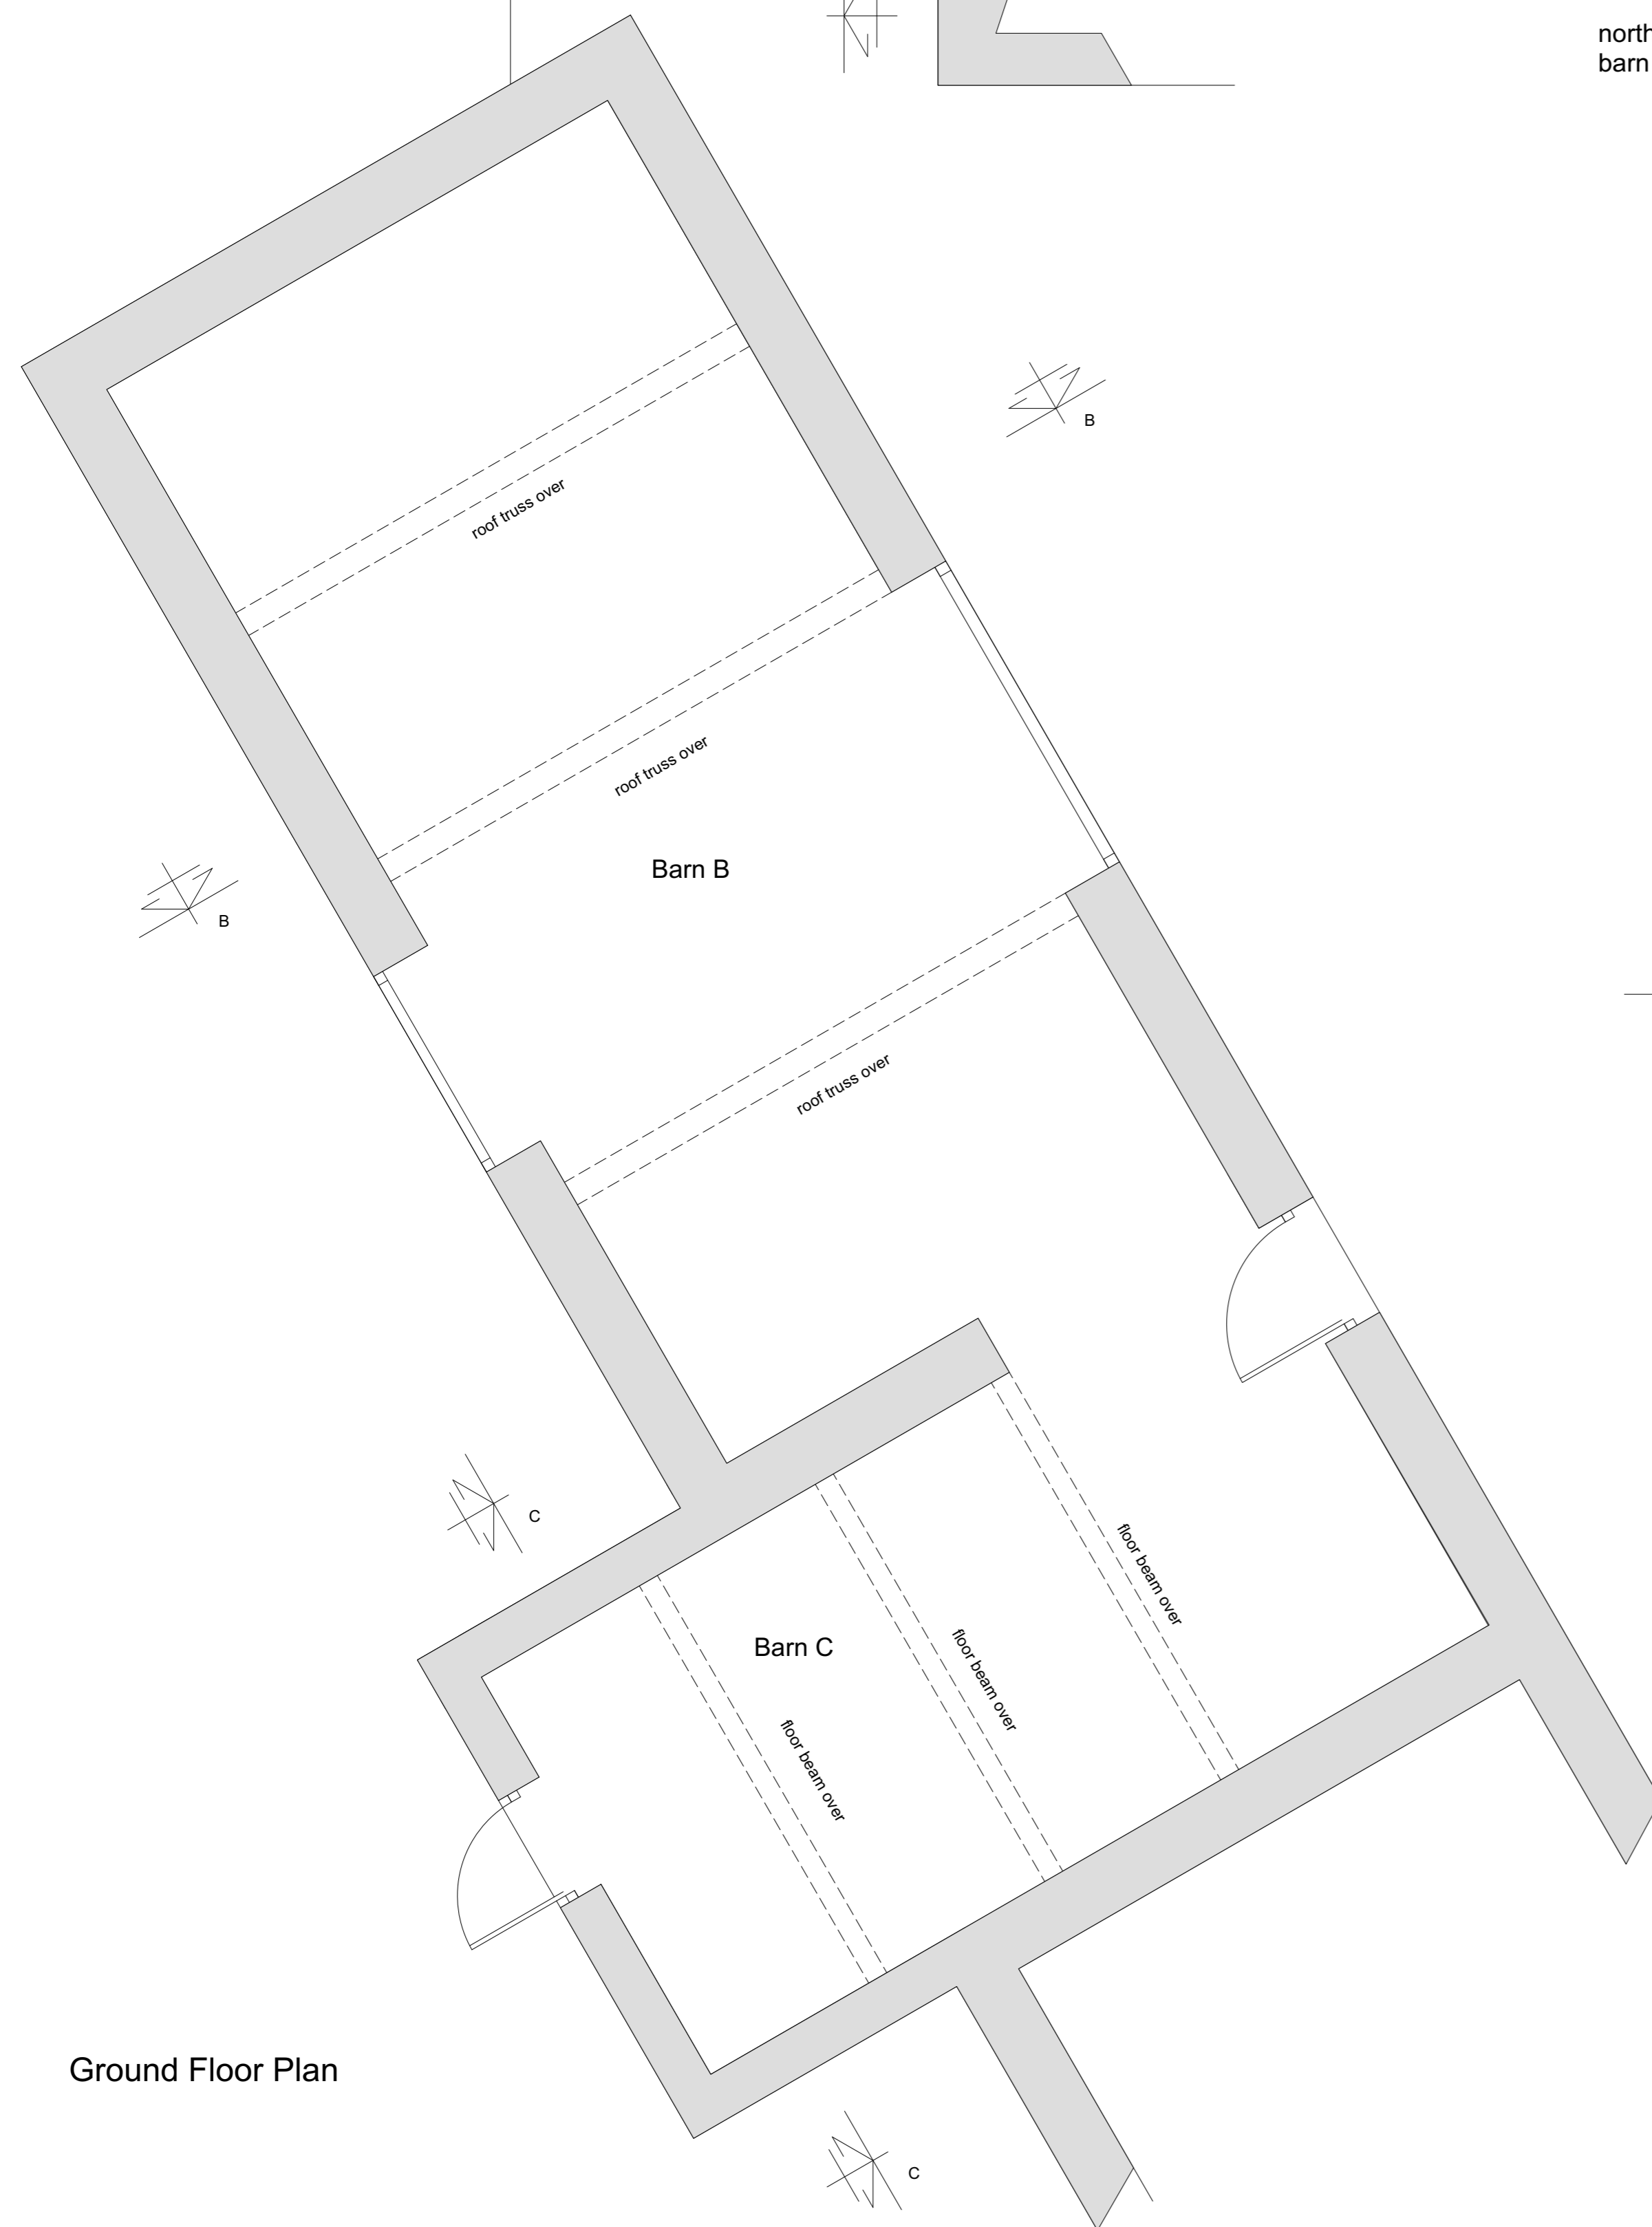 north
barn
B
roof truss over
roof truss over
Barn B
B
roof truss over
C
floor beam over
Barn C
floor beam over
floor beam over
Ground Floor Plan
C